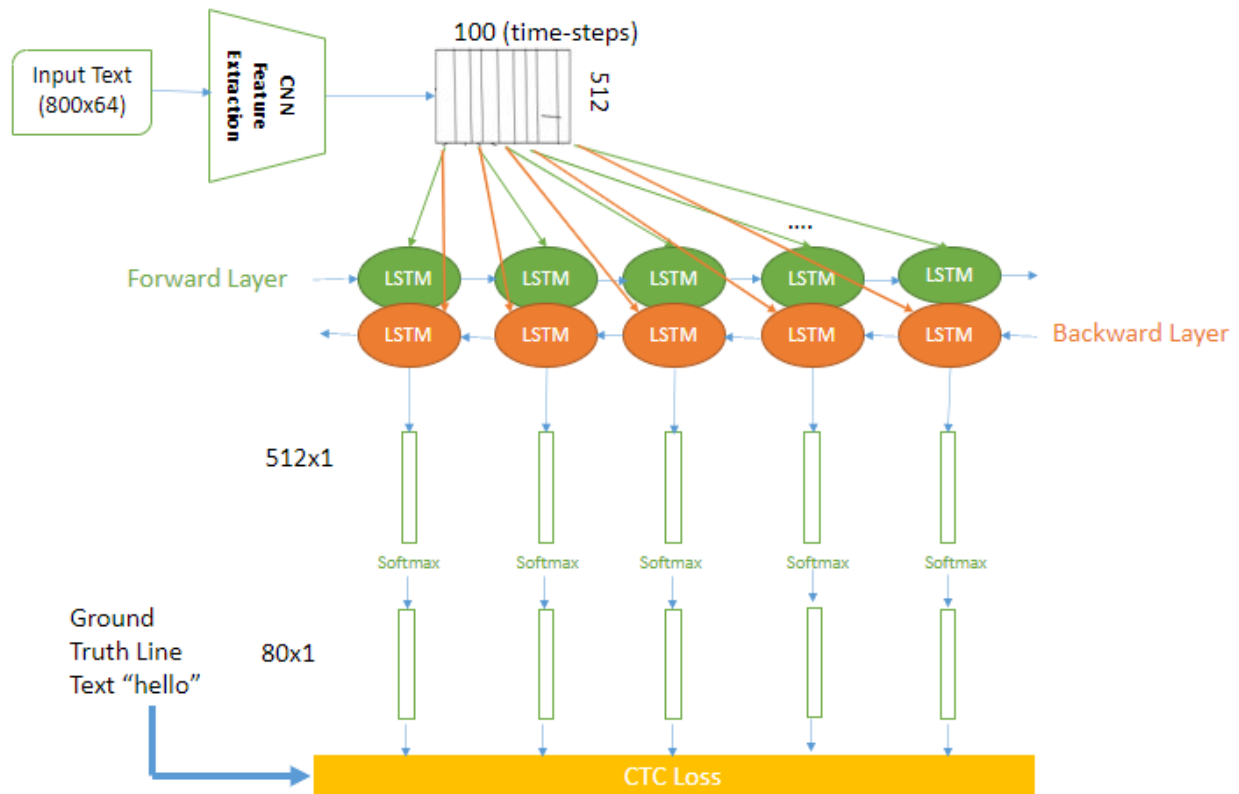 100 (time-steps)
Input Text
(800x64)
CNN
Feature
Extraction
512
....
Forward Layer
LSTM LSTM LSTM LSTM LSTM
LSTM LSTM LSTM LSTM LSTM
Backward Layer
512x1
Softmax Softmax Softmax Softmax Softmax
Ground
Truth Line
Text “hello”
80x1
CTC Loss